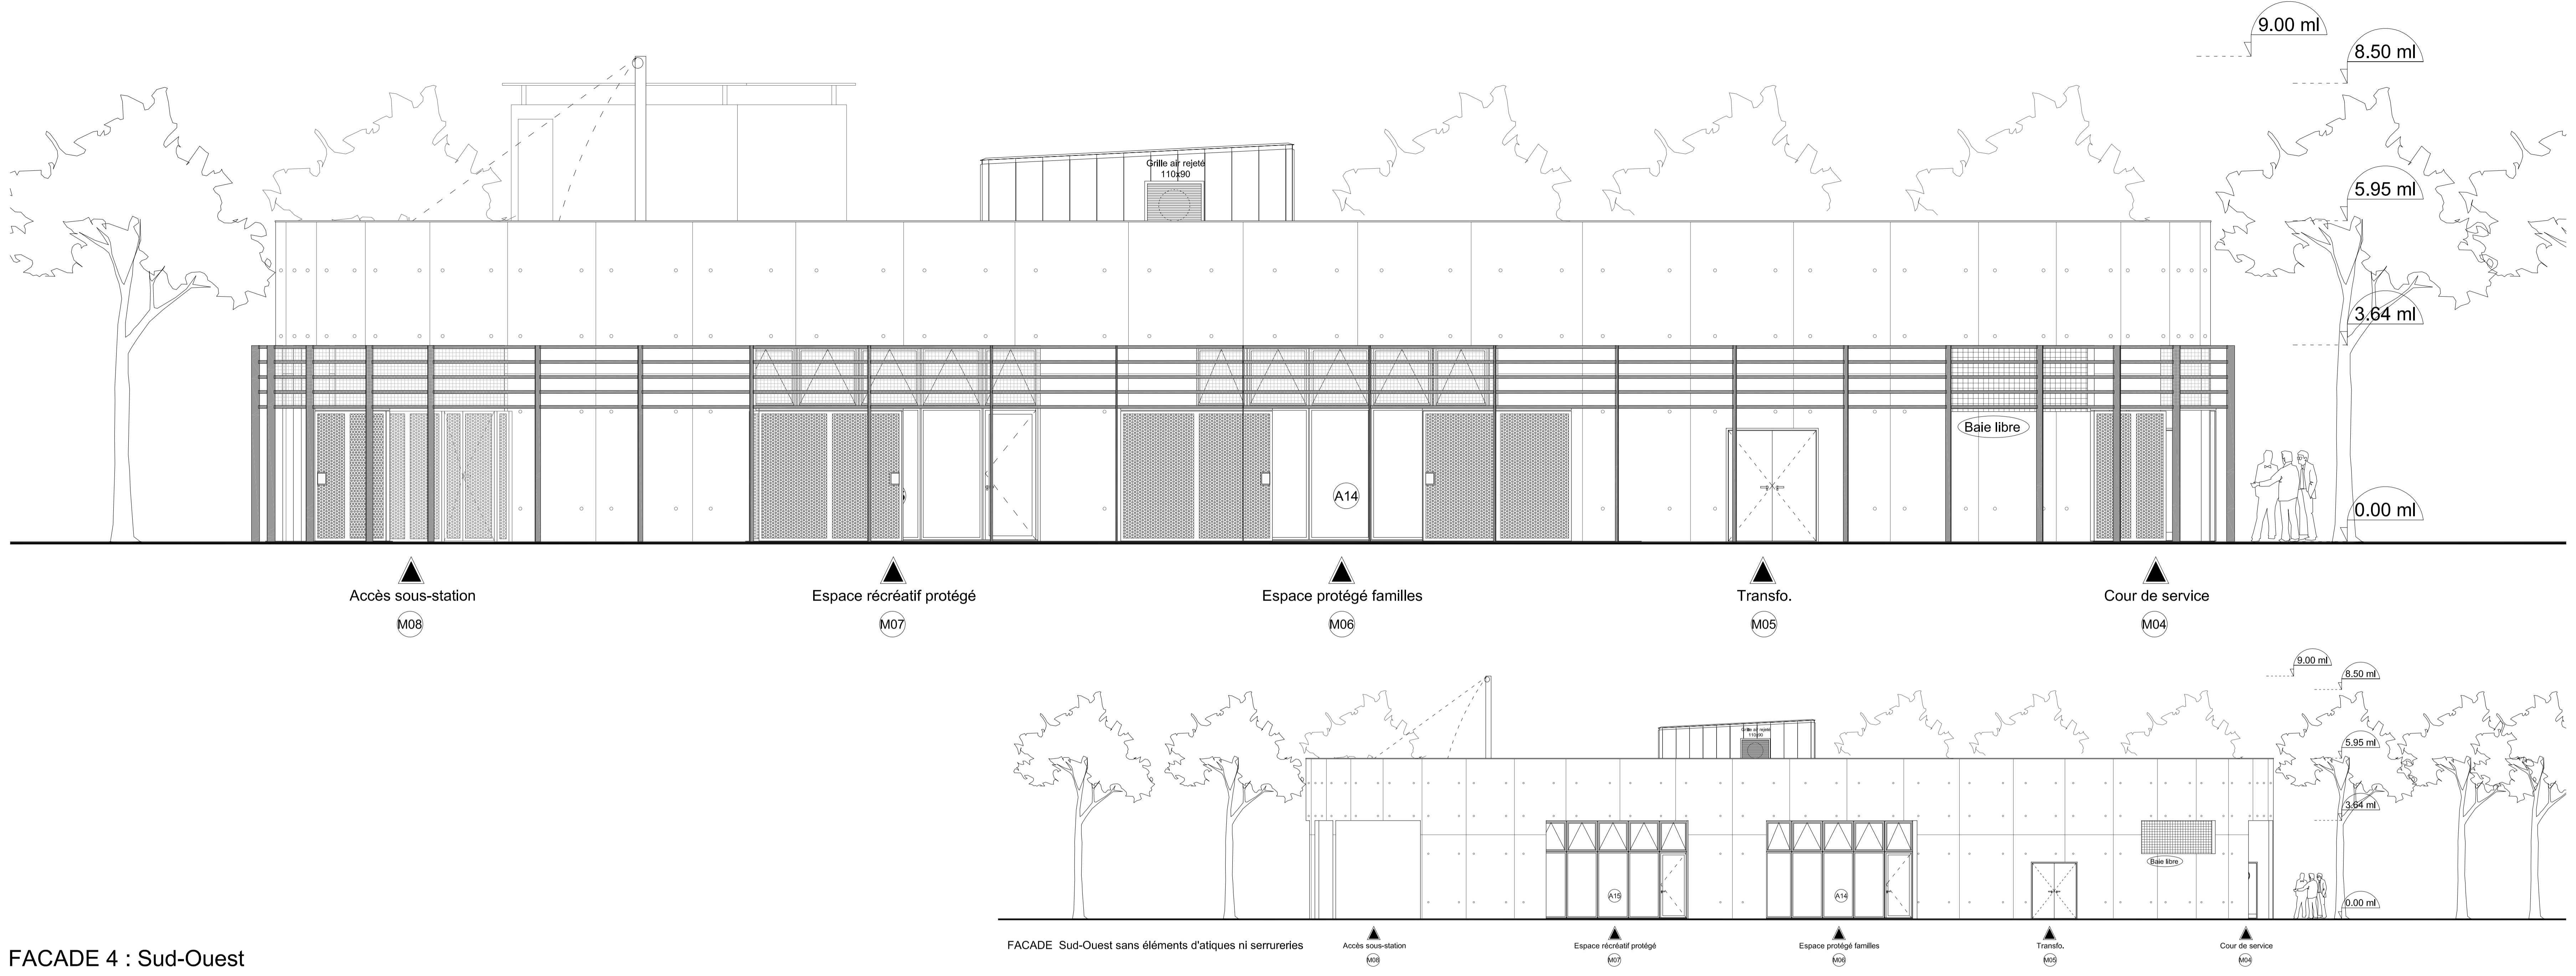 9.00 ml
8.50 ml
Grille air rejeté
110x90
5.95 ml
3.64 ml
Baie libre
A14
0.00 ml
Accès sous-station
Espace récréatif protégé
Espace protégé familles
Transfo.
Cour de service
M08
M07
M06
M05
M04
9.00 ml
8.50 ml
Grille air rejeté
110x90
5.95 ml
3.64 ml
Baie libre
A15
A14
0.00 ml
FACADE Sud-Ouest sans éléments d'atiques ni serrureries
Accès sous-station
Espace récréatif protégé
Espace protégé familles
Transfo.
Cour de service
M08
M07
M06
M05
M04
FACADE 4 : Sud-Ouest